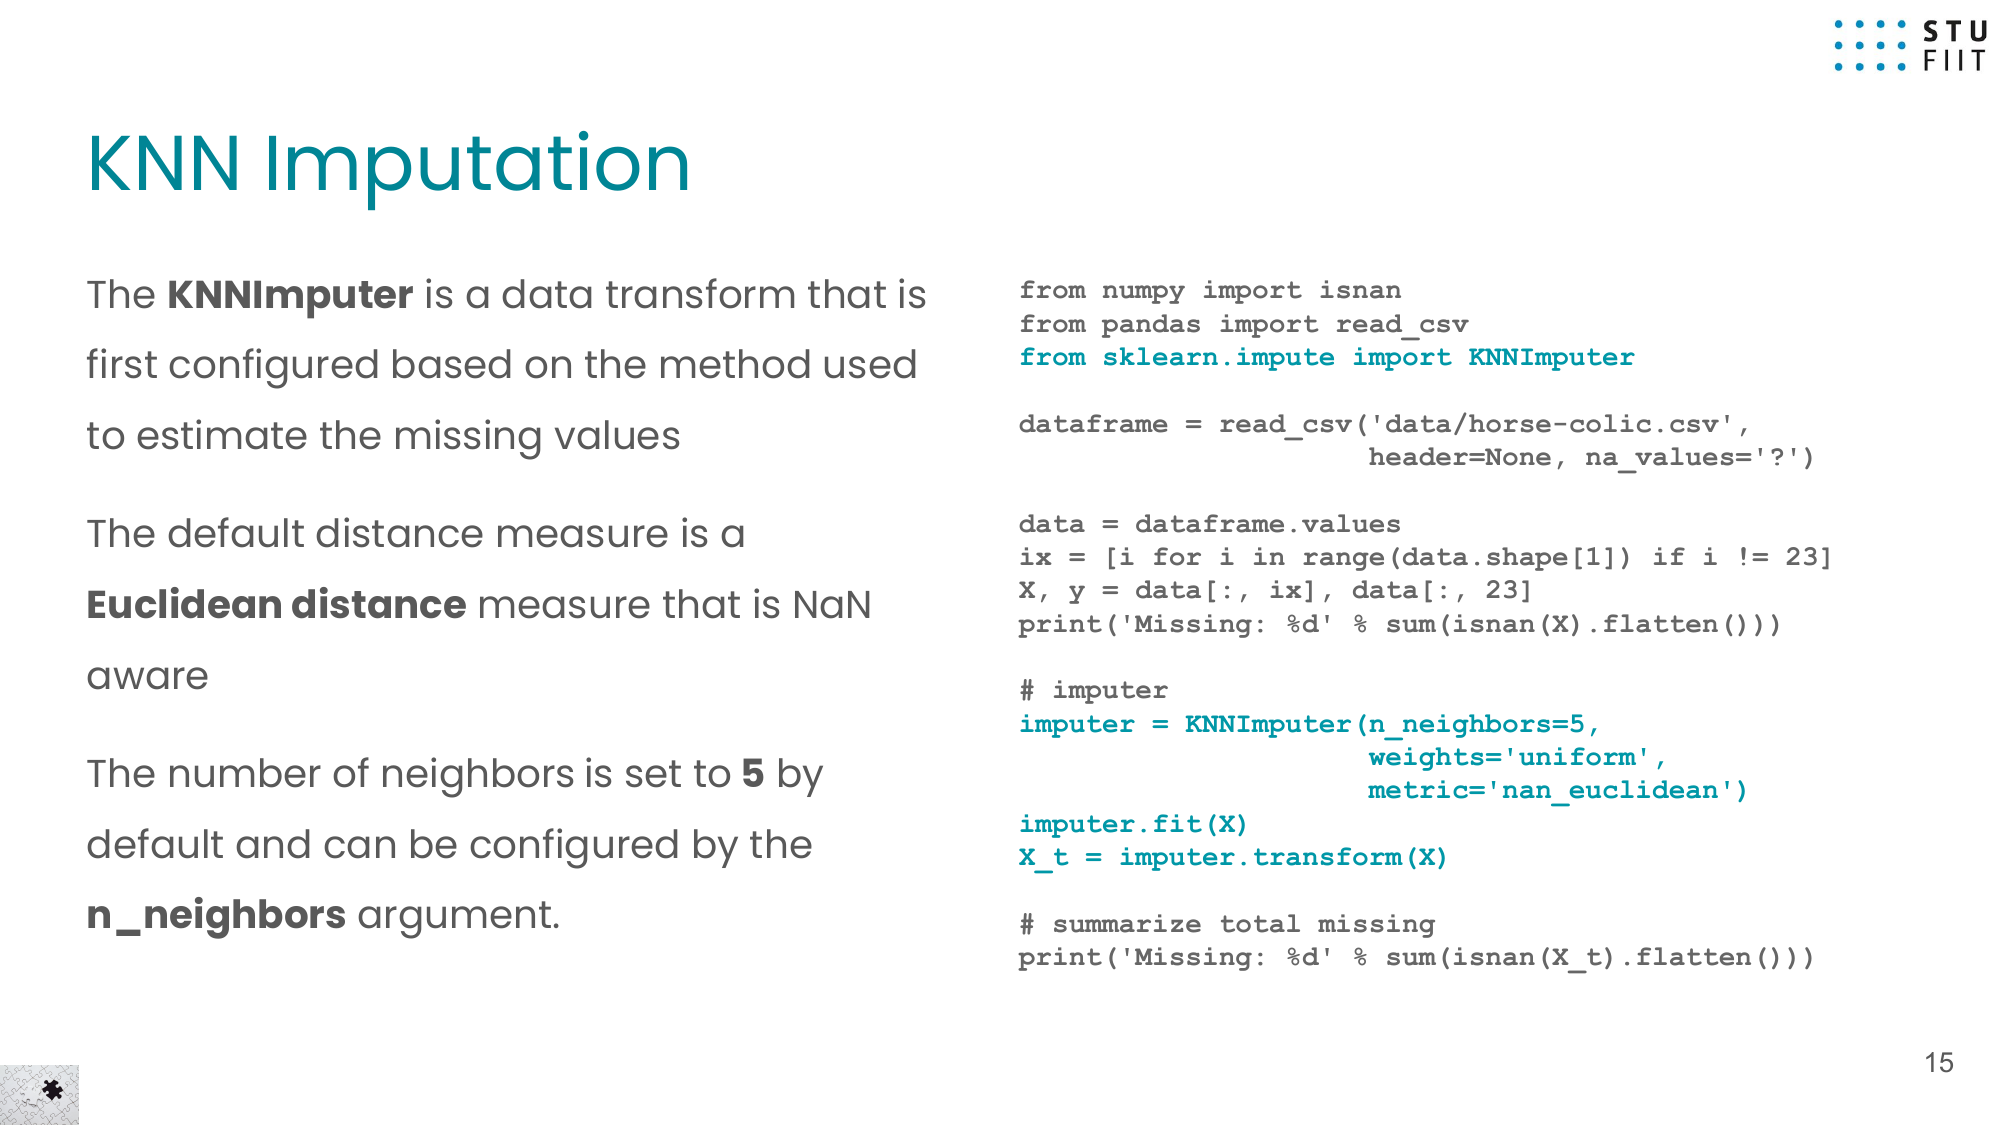 STU
FIIT
KNN Imputation
The KNNImputer is a data transform that is
first configured based on the method used
to estimate the missing values
The default distance measure is a
Euclidean distance measure that is NaN
aware
The number of neighbors is set to 5 by
default and can be configured by the
n_neighbors argument.
from numpy import isnan
from pandas import read_csv
from sklearn.impute import KNNImputer
dataframe = read_csv('data/horse-colic.csv',
                     header=None, na_values='?')
data = dataframe.values
ix = [i for i in range(data.shape[1]) if i != 23]
X, y = data[:, ix], data[:, 23]
print('Missing: %d' % sum(isnan(X).flatten()))
# imputer
imputer = KNNImputer(n_neighbors=5,
                     weights='uniform',
                     metric='nan_euclidean')
imputer.fit(X)
X_t = imputer.transform(X)
# summarize total missing
print('Missing: %d' % sum(isnan(X_t).flatten()))
15